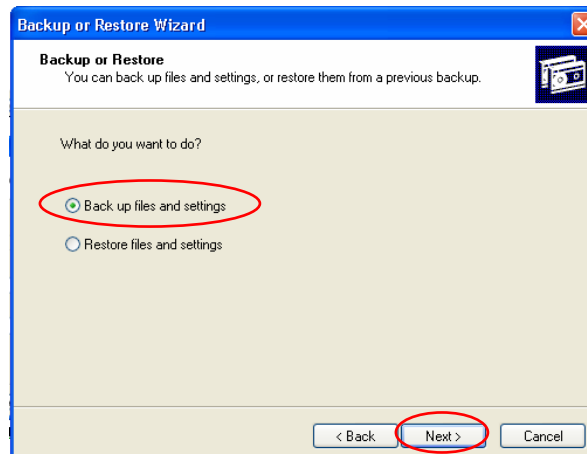 Backup or Restore Wizard
Backup or Restore
You can back up files and settings, or restore them from a previous backup.
What do you want to do?
Back up files and settings
Restore files and settings
< Back Next > Cancel